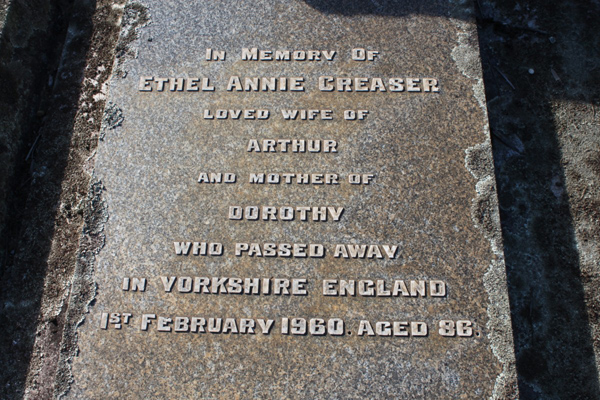 In Memory Of
ETHEL ANNIE CREASER
LOVED WIFE OF
ARTHUR
AND MOTHER OF
DOROTHY
WHO PASSED AWAY
IN YORKSHIRE ENGLAND
1ST February 1960. AGED 86.